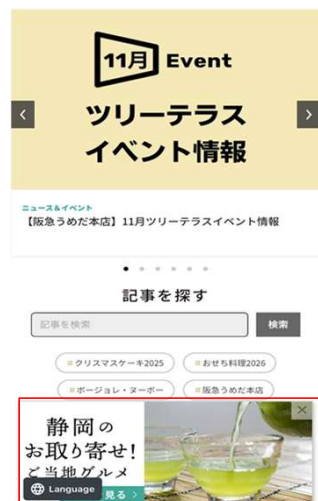 11月 Event
ツリーテラス
イベント情報
ニュース&イベント
【阪急うめだ本店】11月ツリーテラスイベント情報
記事を探す
記事を検索
検索
#クリスマスケーキ2025
#おせち料理2026
#ボージョレ・ヌーボー
#阪急うめだ本店
静岡の
お取り寄せ!
ご当地グルメ
Language
見る